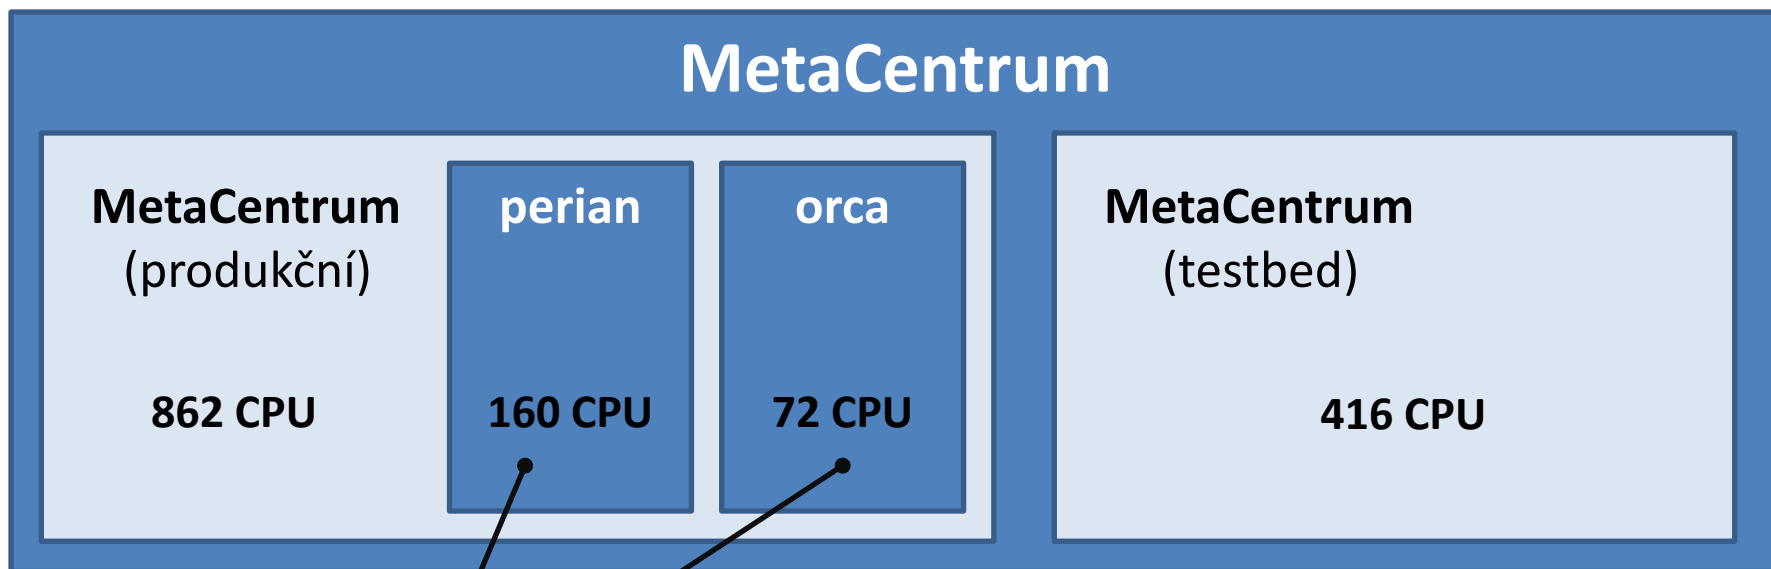 MetaCentrum
MetaCentrum
(produkční)
862 CPU
perian
160 CPU
orca
72 CPU
MetaCentrum
(testbed)
416 CPU